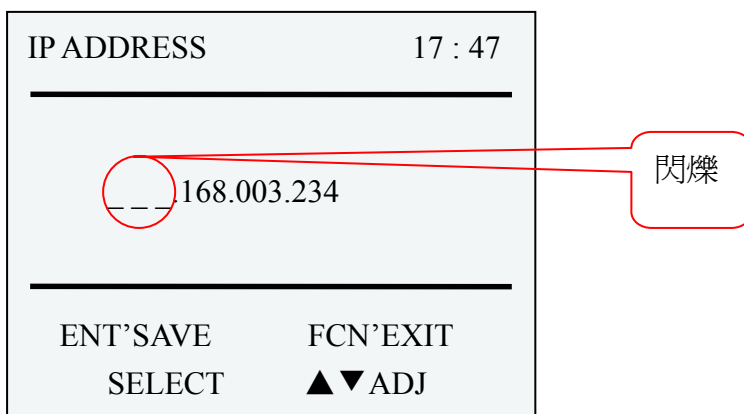 IP ADDRESS 17 : 47
_ _ _.168.003.234
閃爍
ENT’SAVE FCN’EXIT
SELECT ▲▼ADJ